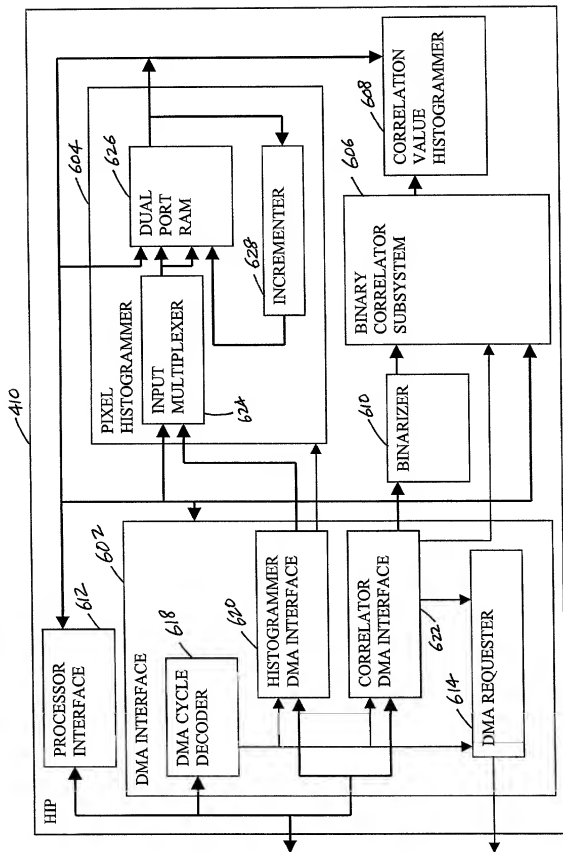 410
HIP
PROCESSOR
INTERFACE
612
DMA INTERFACE
602
DMA CYCLE
DECODER
618
HISTOGRAMMER
DMA INTERFACE
620
CORRELATOR
DMA INTERFACE
622
DMA REQUESTER
614
PIXEL
HISTOGRAMMER
604
INPUT
MULTIPLEXER
624
DUAL
PORT
RAM
626
INCREMENTER
628
BINARIZER
610
BINARY
CORRELATOR
SUBSYSTEM
606
CORRELATION
VALUE
HISTOGRAMMER
608